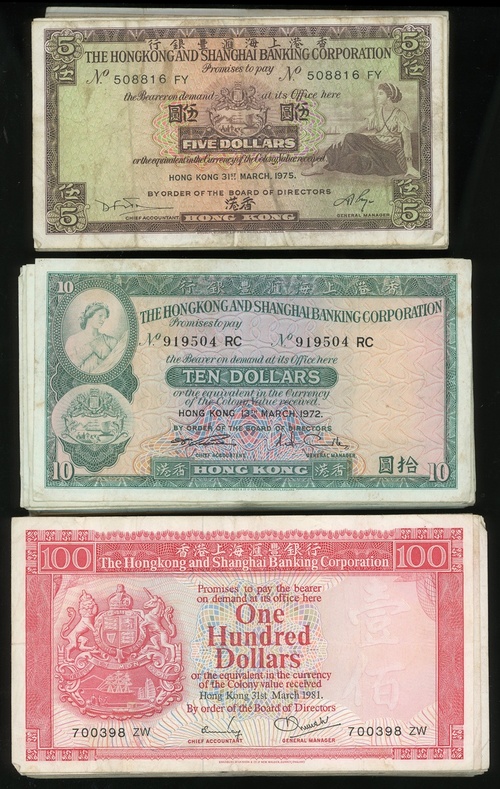 5 行銀豐滙海上港香 5
伍 THE HONGKONG AND SHANGHAI BANKING CORPORATION 伍
Promises to pay
Nº 508816 FY Nº 508816 FY
the Bearer on demand at its Office here
圓伍
FIVE DOLLARS
or the equivalent in the Currency of the Colony Value received.
HONG KONG 31ST MARCH, 1975.
BY ORDER OF THE BOARD OF DIRECTORS
伍 港香 伍
5 CHIEF ACCOUNTANT HONG KONG GENERAL MANAGER 5
10 行銀豐滙海上港香
THE HONGKONG AND SHANGHAI BANKING CORPORATION
Promises to pay
Nº 919504 RC Nº 919504 RC
the Bearer on demand at its Office here
TEN DOLLARS
or the equivalent in the Currency
of the Colony Value received.
HONG KONG 13TH MARCH, 1972.
BY ORDER OF THE BOARD OF DIRECTORS
CHIEF ACCOUNTANT GENERAL MANAGER
10 港香 HONG KONG 港香 圓拾 10
100 香港上海滙豐銀行 100
The Hongkong and Shanghai Banking Corporation
Promises to pay the bearer
on demand at its office here
One
Hundred
Dollars
or the equivalent in the currency
of the Colony value received
Hong Kong 31st March 1981.
By order of the Board of Directors
700398 ZW CHIEF ACCOUNTANT GENERAL MANAGER 700398 ZW